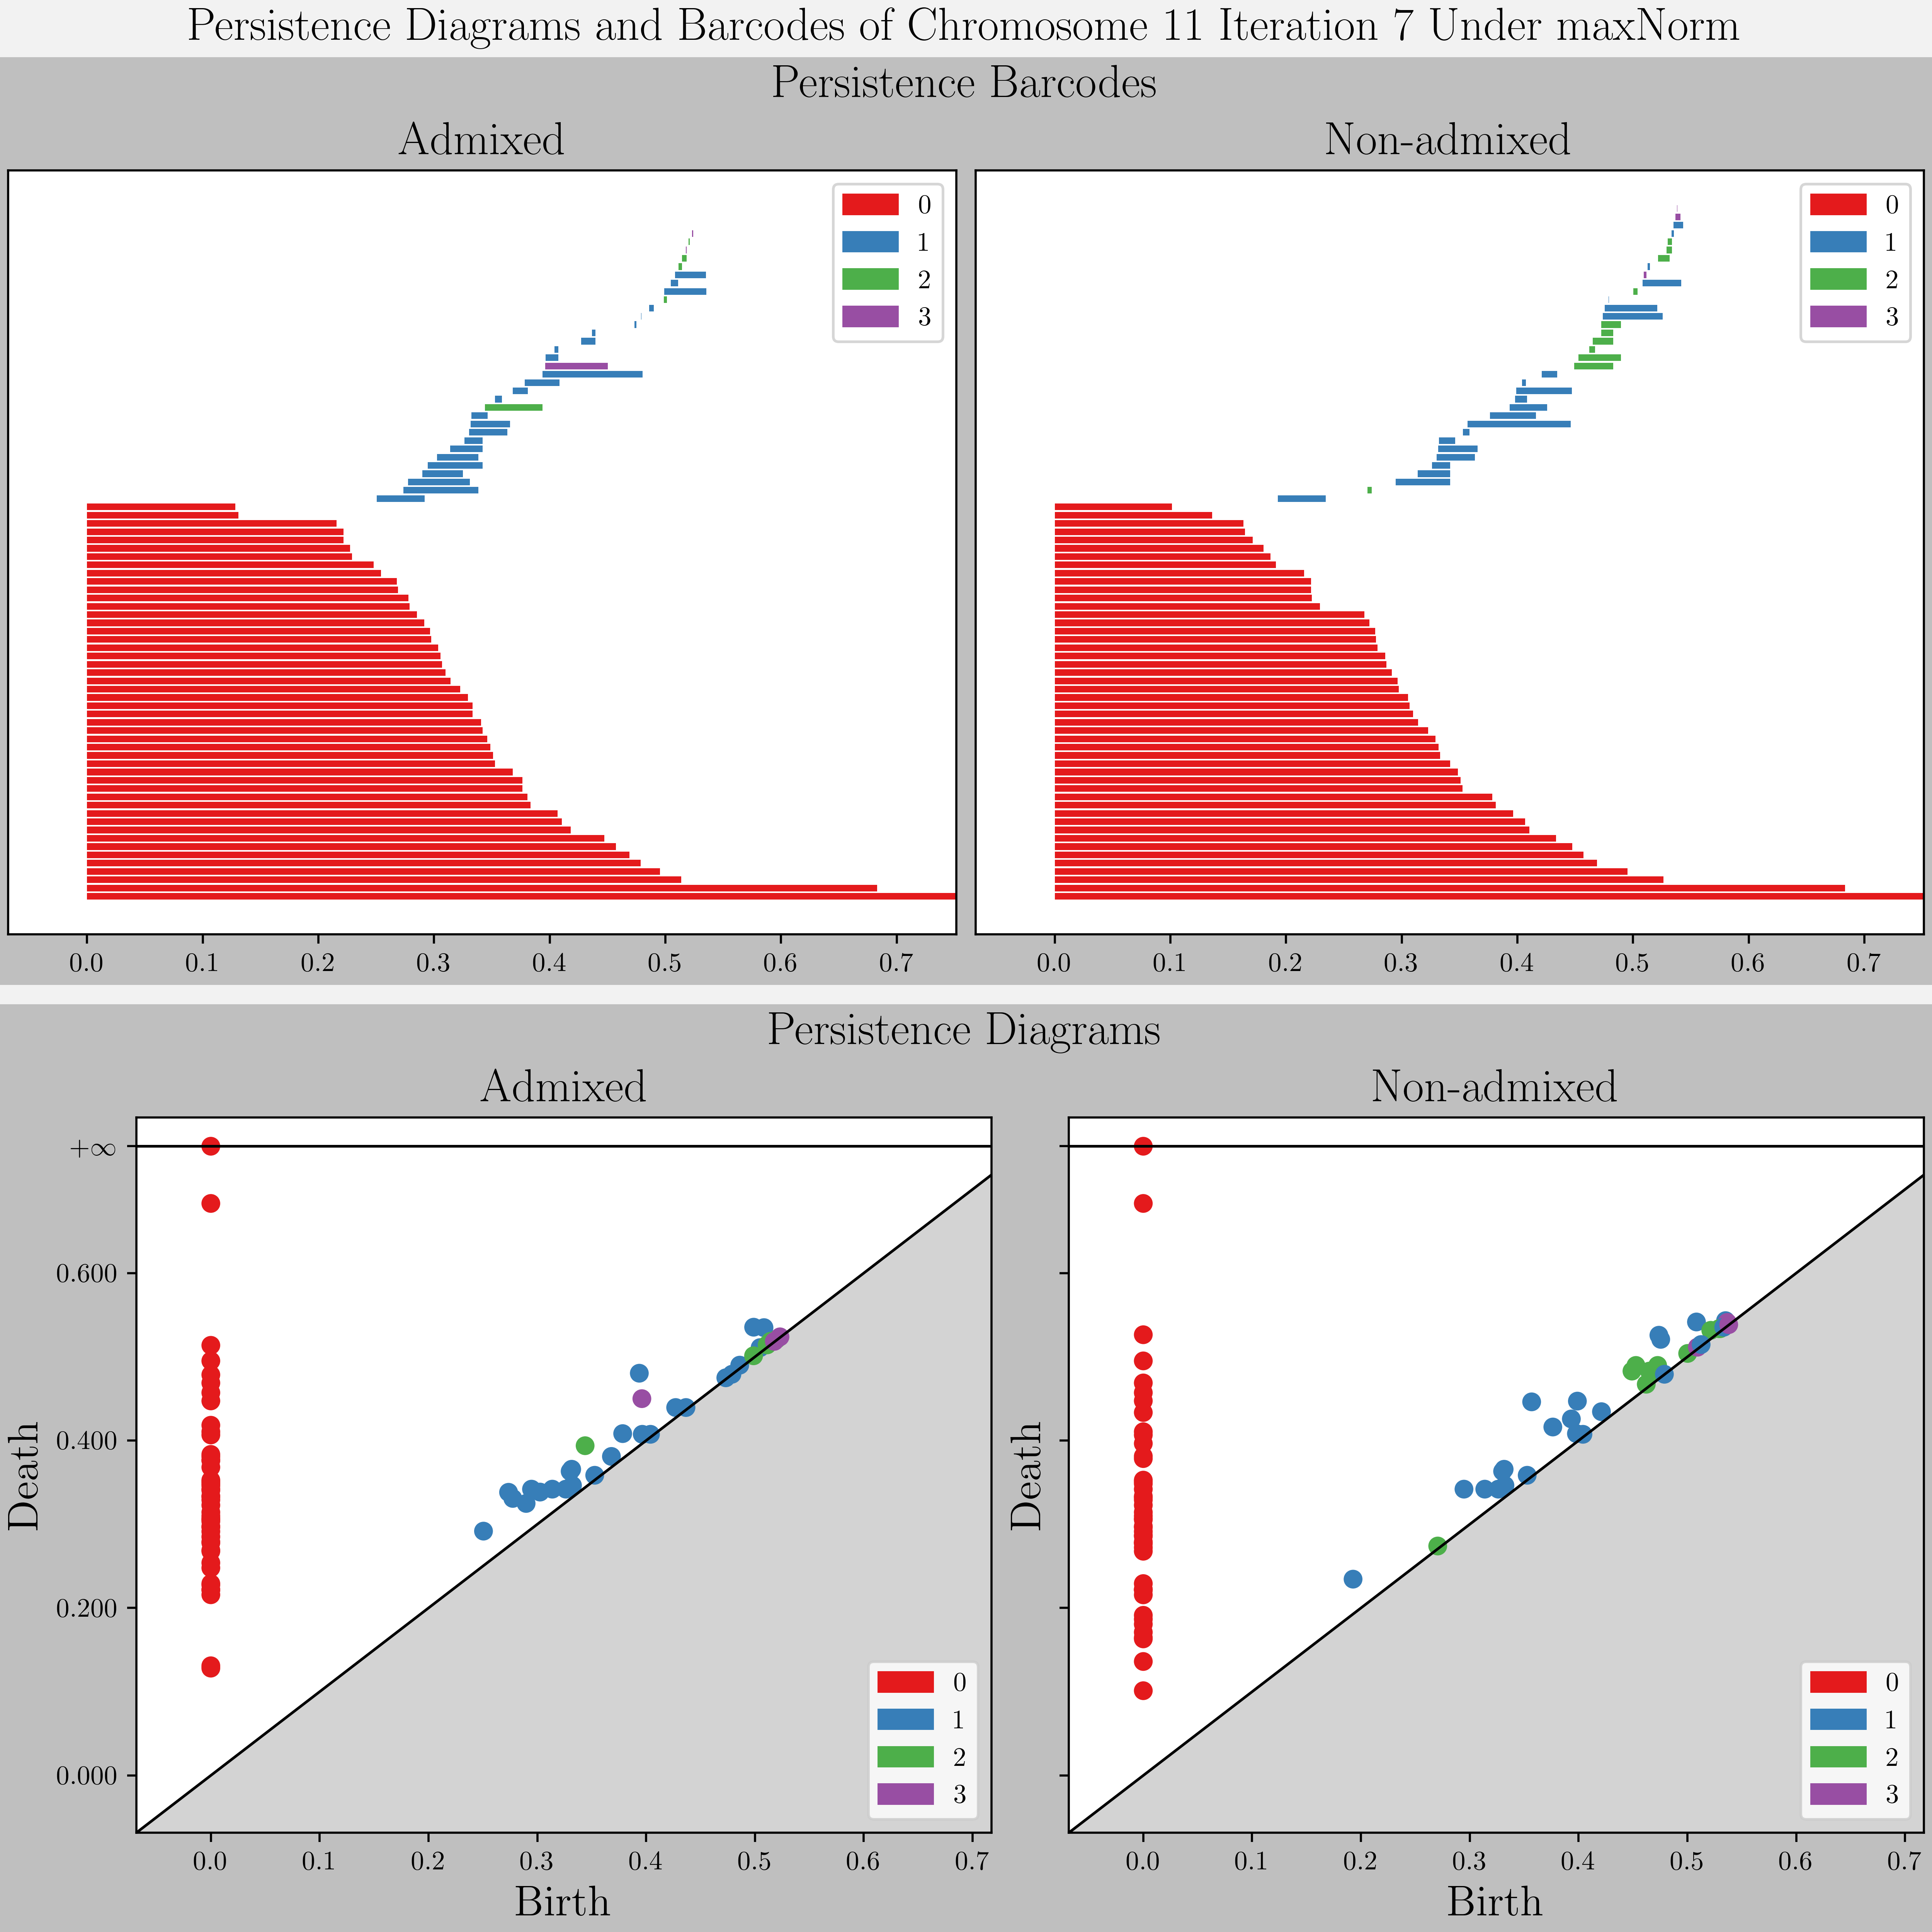 Persistence Diagrams and Barcodes of Chromosome 11 Iteration 7 Under maxNorm
Persistence Barcodes
Admixed
Non-admixed
0
1
2
3
0
1
2
3
0.0 0.1 0.2 0.3 0.4 0.5 0.6 0.7
0.0 0.1 0.2 0.3 0.4 0.5 0.6 0.7
Persistence Diagrams
Admixed
Non-admixed
+∞
0.600
0.400
0.200
0.000
Death
Death
0
1
2
3
0
1
2
3
0.0 0.1 0.2 0.3 0.4 0.5 0.6 0.7
0.0 0.1 0.2 0.3 0.4 0.5 0.6 0.7
Birth
Birth